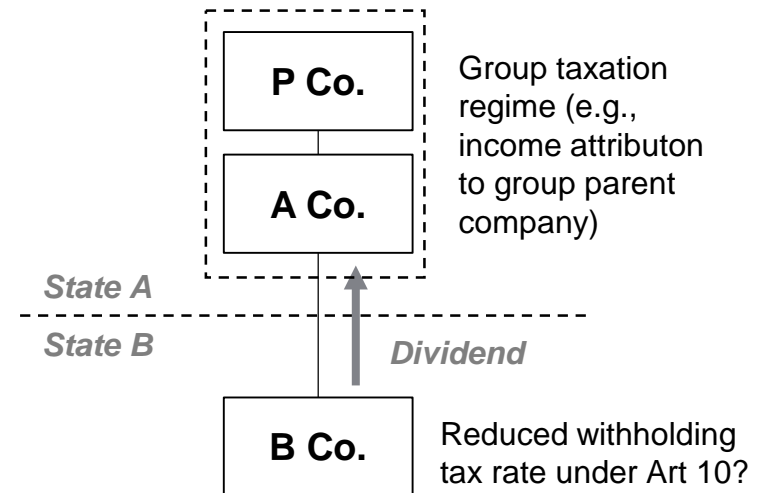 P Co.
Group taxation
regime (e.g.,
income attributon
to group parent
company)
A Co.
State A
State B
Dividend
B Co.
Reduced withholding
tax rate under Art 10?